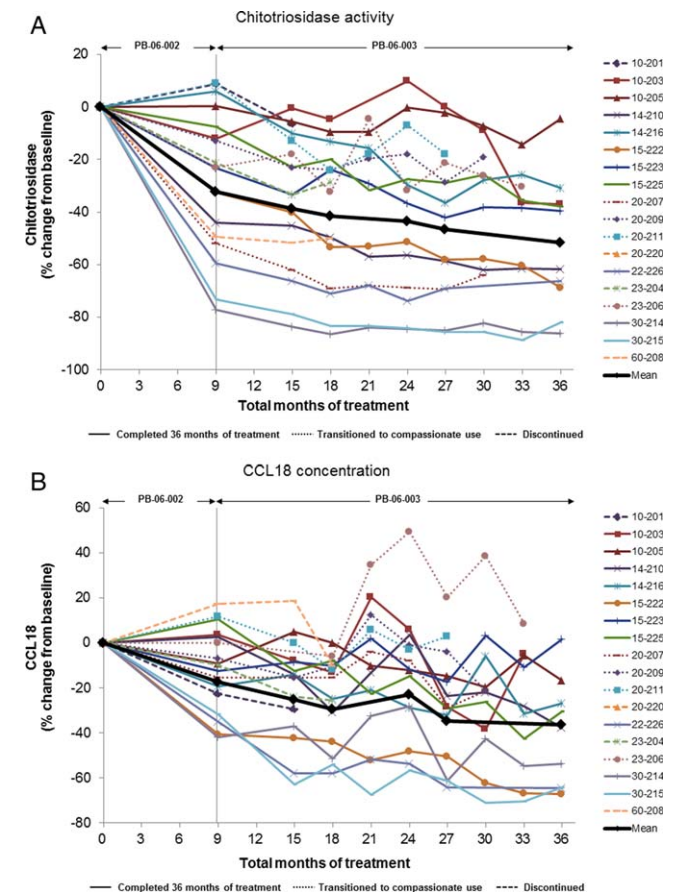 A
Chitotriosidase activity
PB-06-002
PB-06-003
Chitotriosidase
(% change from baseline)
20
0
-20
-40
-60
-80
-100
0 3 6 9 12 15 18 21 24 27 30 33 36
Total months of treatment
10-201
10-203
10-205
14-210
14-216
15-222
15-223
15-225
20-207
20-209
20-211
20-220
22-226
23-204
23-206
30-214
30-215
60-208
Mean
Completed 36 months of treatment Transitioned to compassionate use Discontinued
B
CCL18 concentration
PB-06-002
PB-06-003
CCL18
(% change from baseline)
60
40
20
0
-20
-40
-60
-80
0 3 6 9 12 15 18 21 24 27 30 33 36
Total months of treatment
10-201
10-203
10-205
14-210
14-216
15-222
15-223
15-225
20-207
20-209
20-211
20-220
22-226
23-204
23-206
30-214
30-215
60-208
Mean
Completed 36 months of treatment Transitioned to compassionate use Discontinued